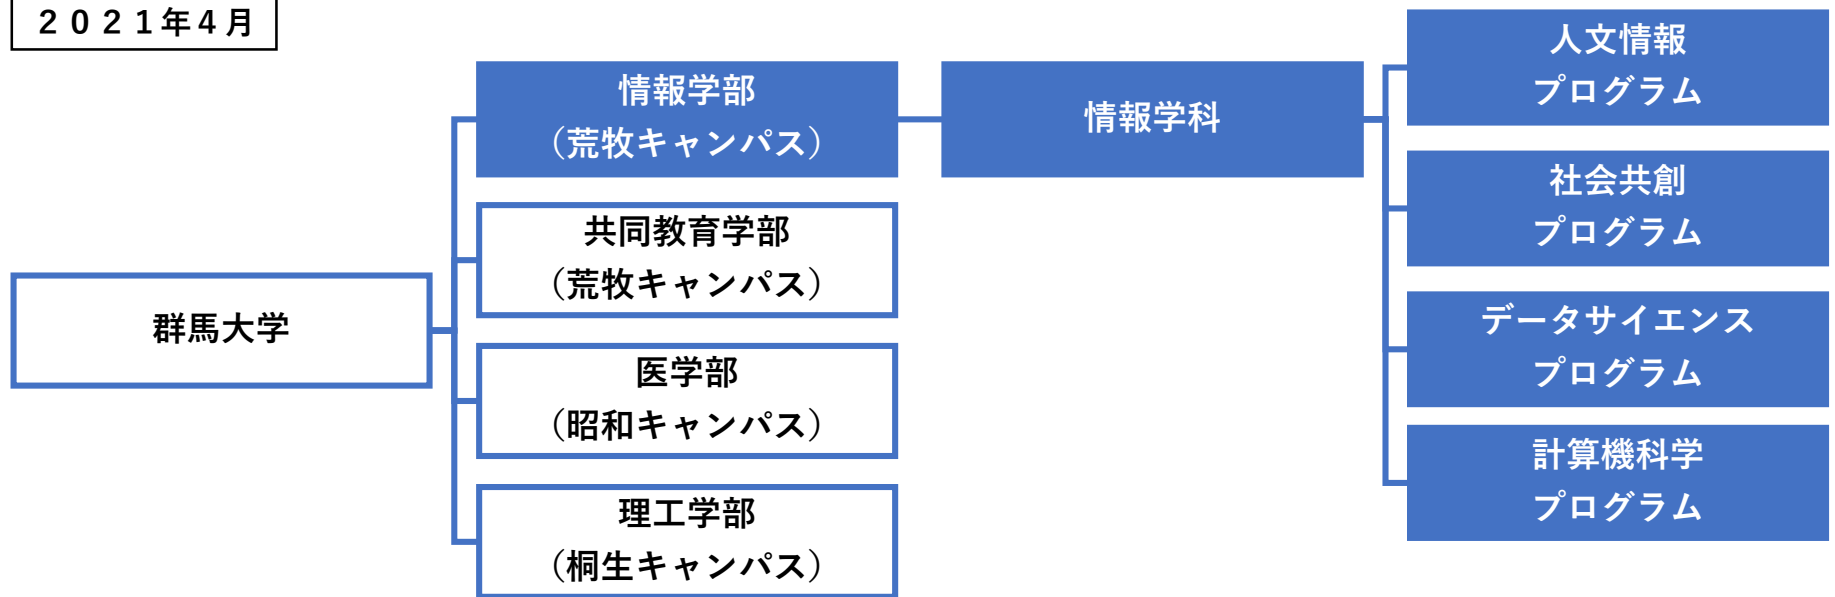 ２０２１年４月
群馬大学
情報学部
（荒牧キャンパス）
共同教育学部
（荒牧キャンパス）
医学部
（昭和キャンパス）
理工学部
（桐生キャンパス）
情報学科
人文情報
プログラム
社会共創
プログラム
データサイエンス
プログラム
計算機科学
プログラム